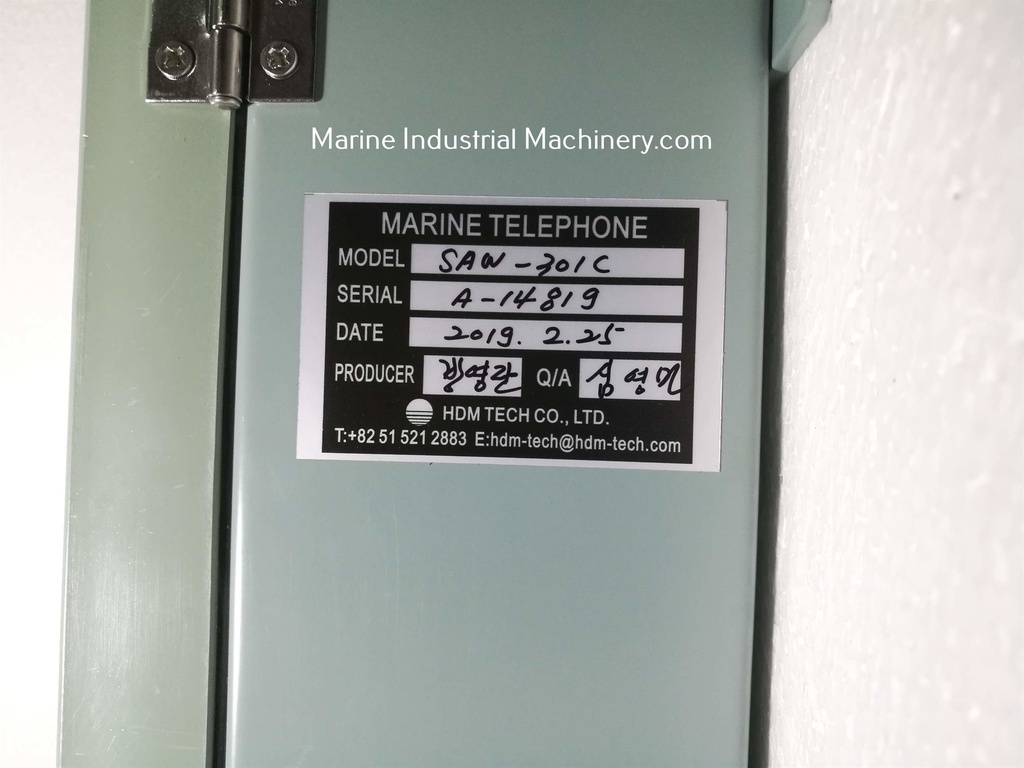 Marine Industrial Machinery.com
MARINE TELEPHONE
MODEL SAW-301C
SERIAL A-14819
DATE 2019. 2.25
PRODUCER Q/A
HDM TECH CO., LTD.
T:+82 51 521 2883 E:hdm-tech@hdm-tech.com